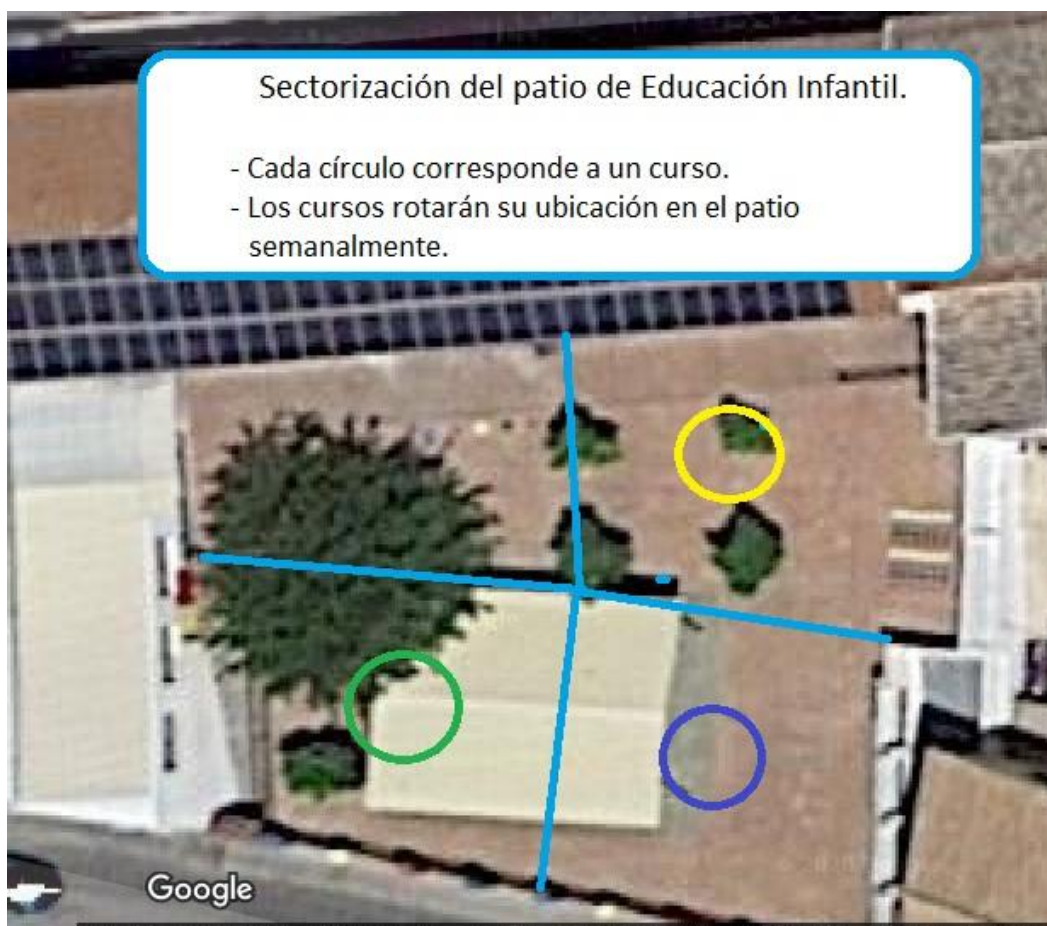 Sectorización del patio de Educación Infantil.
- Cada círculo corresponde a un curso.
- Los cursos rotarán su ubicación en el patio
semanalmente.
Google